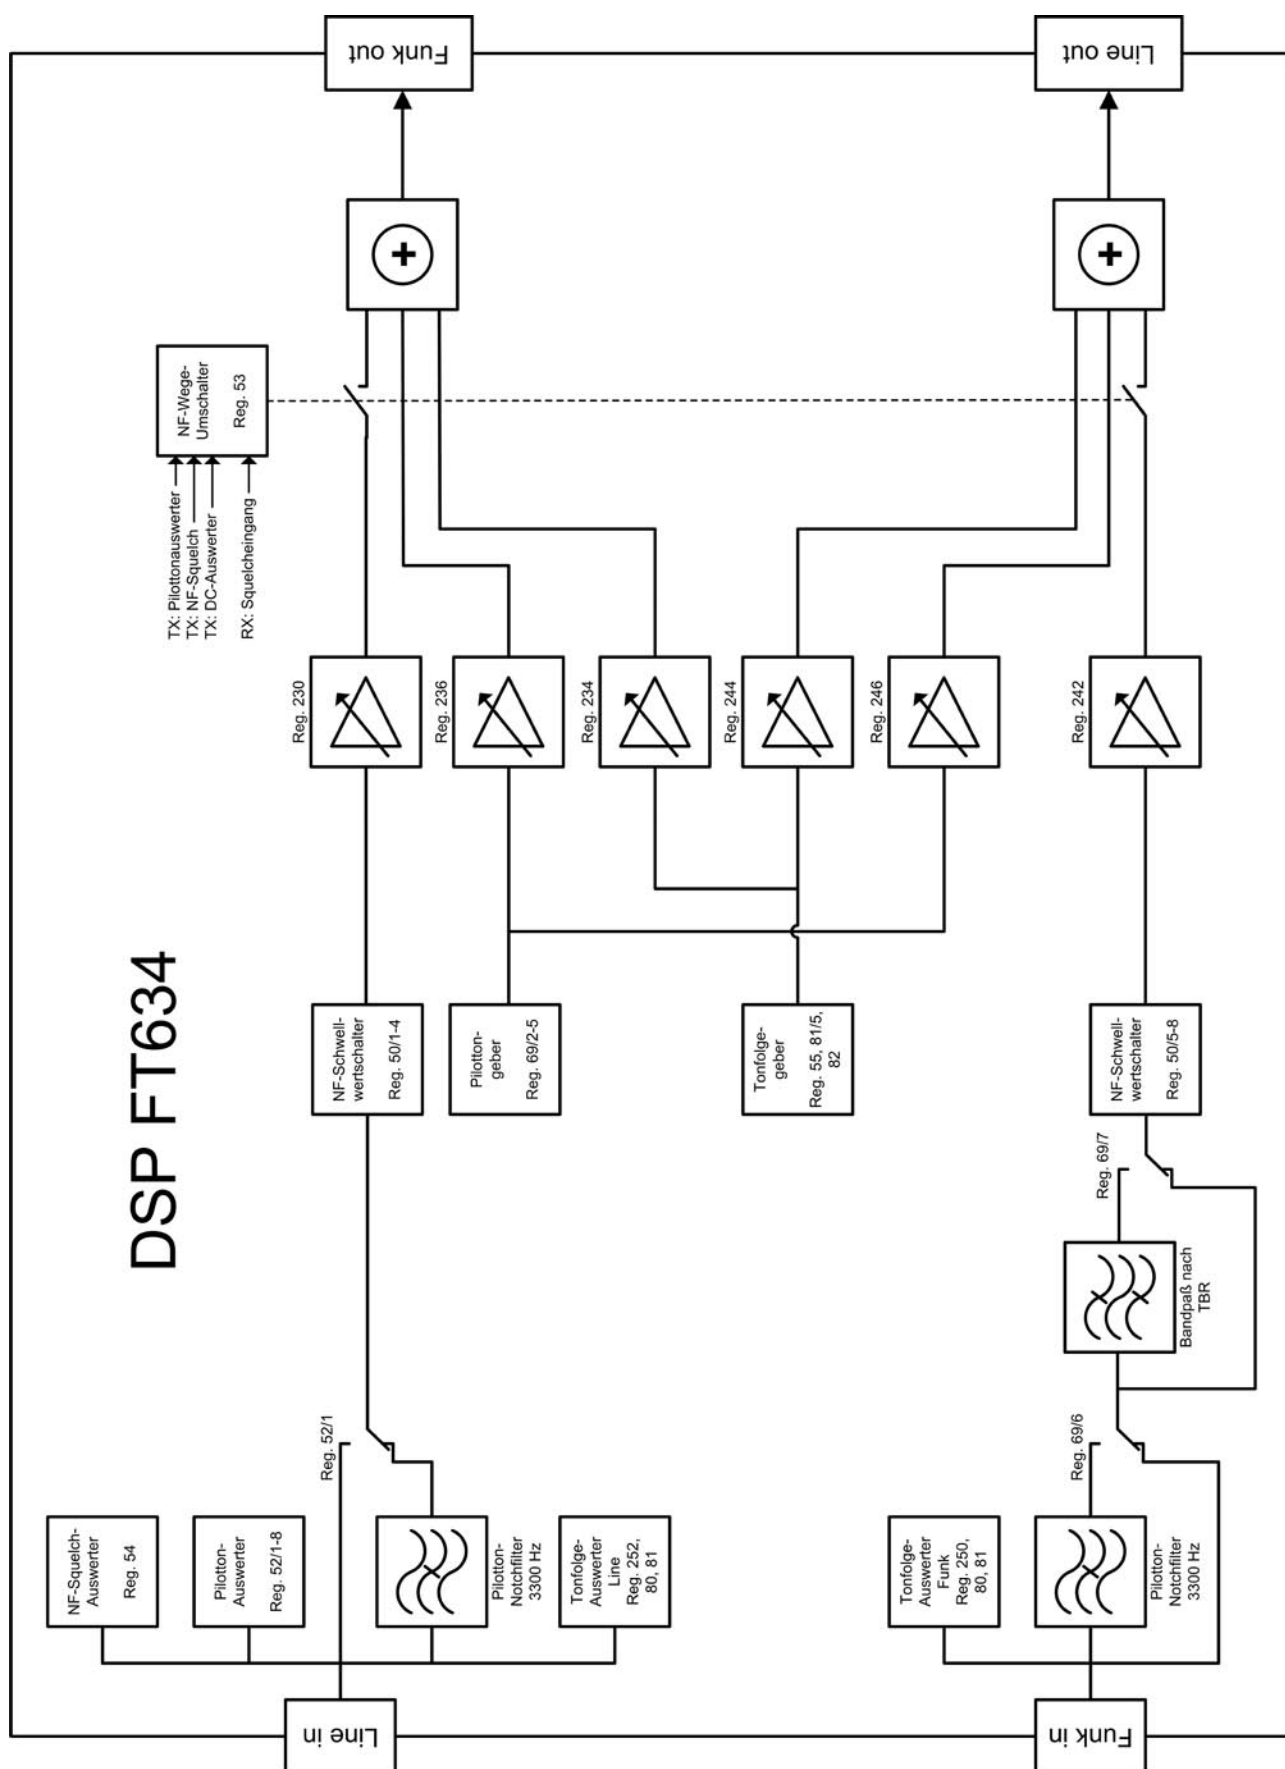 DSP FT634
Line in
NF-Squelch-
Auswerter
Reg. 54
Pilotton-
Auswerter
Reg. 52/1-8
Reg. 52/1
Pilotton-
Notchfilter
3300 Hz
Tonfolge-
Auswerter
Line
Reg. 252,
80, 81
NF-Schwell-
wertschalter
Reg. 50/1-4
Pilotton-
geber
Reg. 69/2-5
Tonfolge-
geber
Reg. 55, 81/5,
82
Reg. 230
Reg. 236
Reg. 234
Reg. 244
Reg. 246
Reg. 242
TX: Pilottonauswerter
TX: NF-Squelch
TX: DC-Auswerter
RX: Squelcheingang
NF-Wege-
Umschalter
Reg. 53
+
Funk out
Funk in
Tonfolge-
Auswerter
Funk
Reg. 250,
80, 81
Reg. 69/6
Pilotton-
Notchfilter
3300 Hz
Bandpaß nach
TBR
Reg. 69/7
NF-Schwell-
wertschalter
Reg. 50/5-8
+
Line out